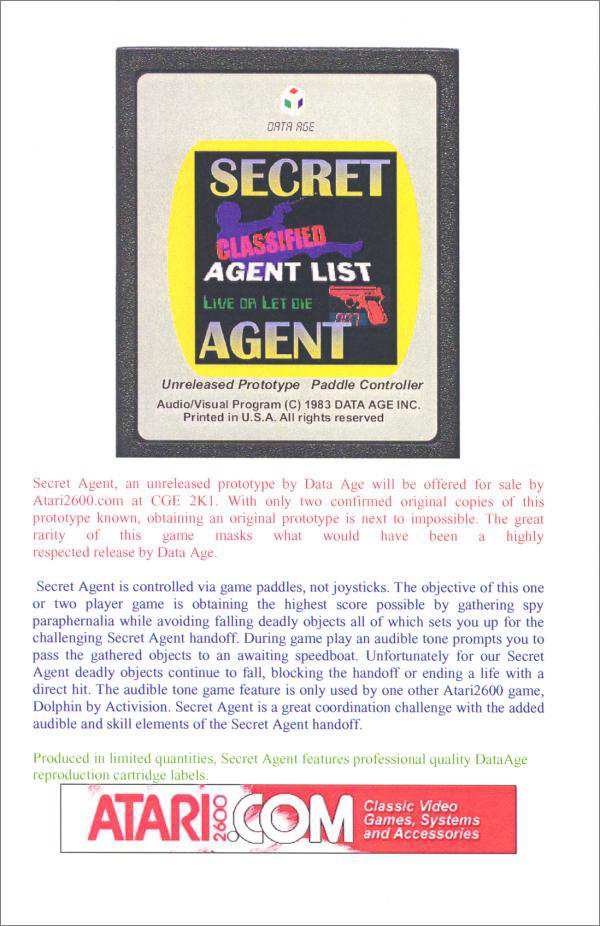 DATA AGE
SECRET
CLASSIFIED
AGENT LIST
LIVE OR LET DIE
007
AGENT
Unreleased Prototype Paddle Controller
Audio/Visual Program (C) 1983 DATA AGE INC.
Printed in U.S.A. All rights reserved
Secret Agent, an unreleased prototype by Data Age will be offered for sale by
Atari2600.com at CGE 2K1. With only two confirmed original copies of this
prototype known, obtaining an original prototype is next to impossible. The great
rarity of this game masks what would have been a highly
respected release by Data Age.
Secret Agent is controlled via game paddles, not joysticks. The objective of this one
or two player game is obtaining the highest score possible by gathering spy
paraphernalia while avoiding falling deadly objects all of which sets you up for the
challenging Secret Agent handoff. During game play an audible tone prompts you to
pass the gathered objects to an awaiting speedboat. Unfortunately for our Secret
Agent deadly objects continue to fall, blocking the handoff or ending a life with a
direct hit. The audible tone game feature is only used by one other Atari2600 game,
Dolphin by Activision. Secret Agent is a great coordination challenge with the added
audible and skill elements of the Secret Agent handoff.
Produced in limited quantities, Secret Agent features professional quality DataAge
reproduction cartridge labels.
ATARI2600.COM
Classic Video
Games, Systems
and Accessories